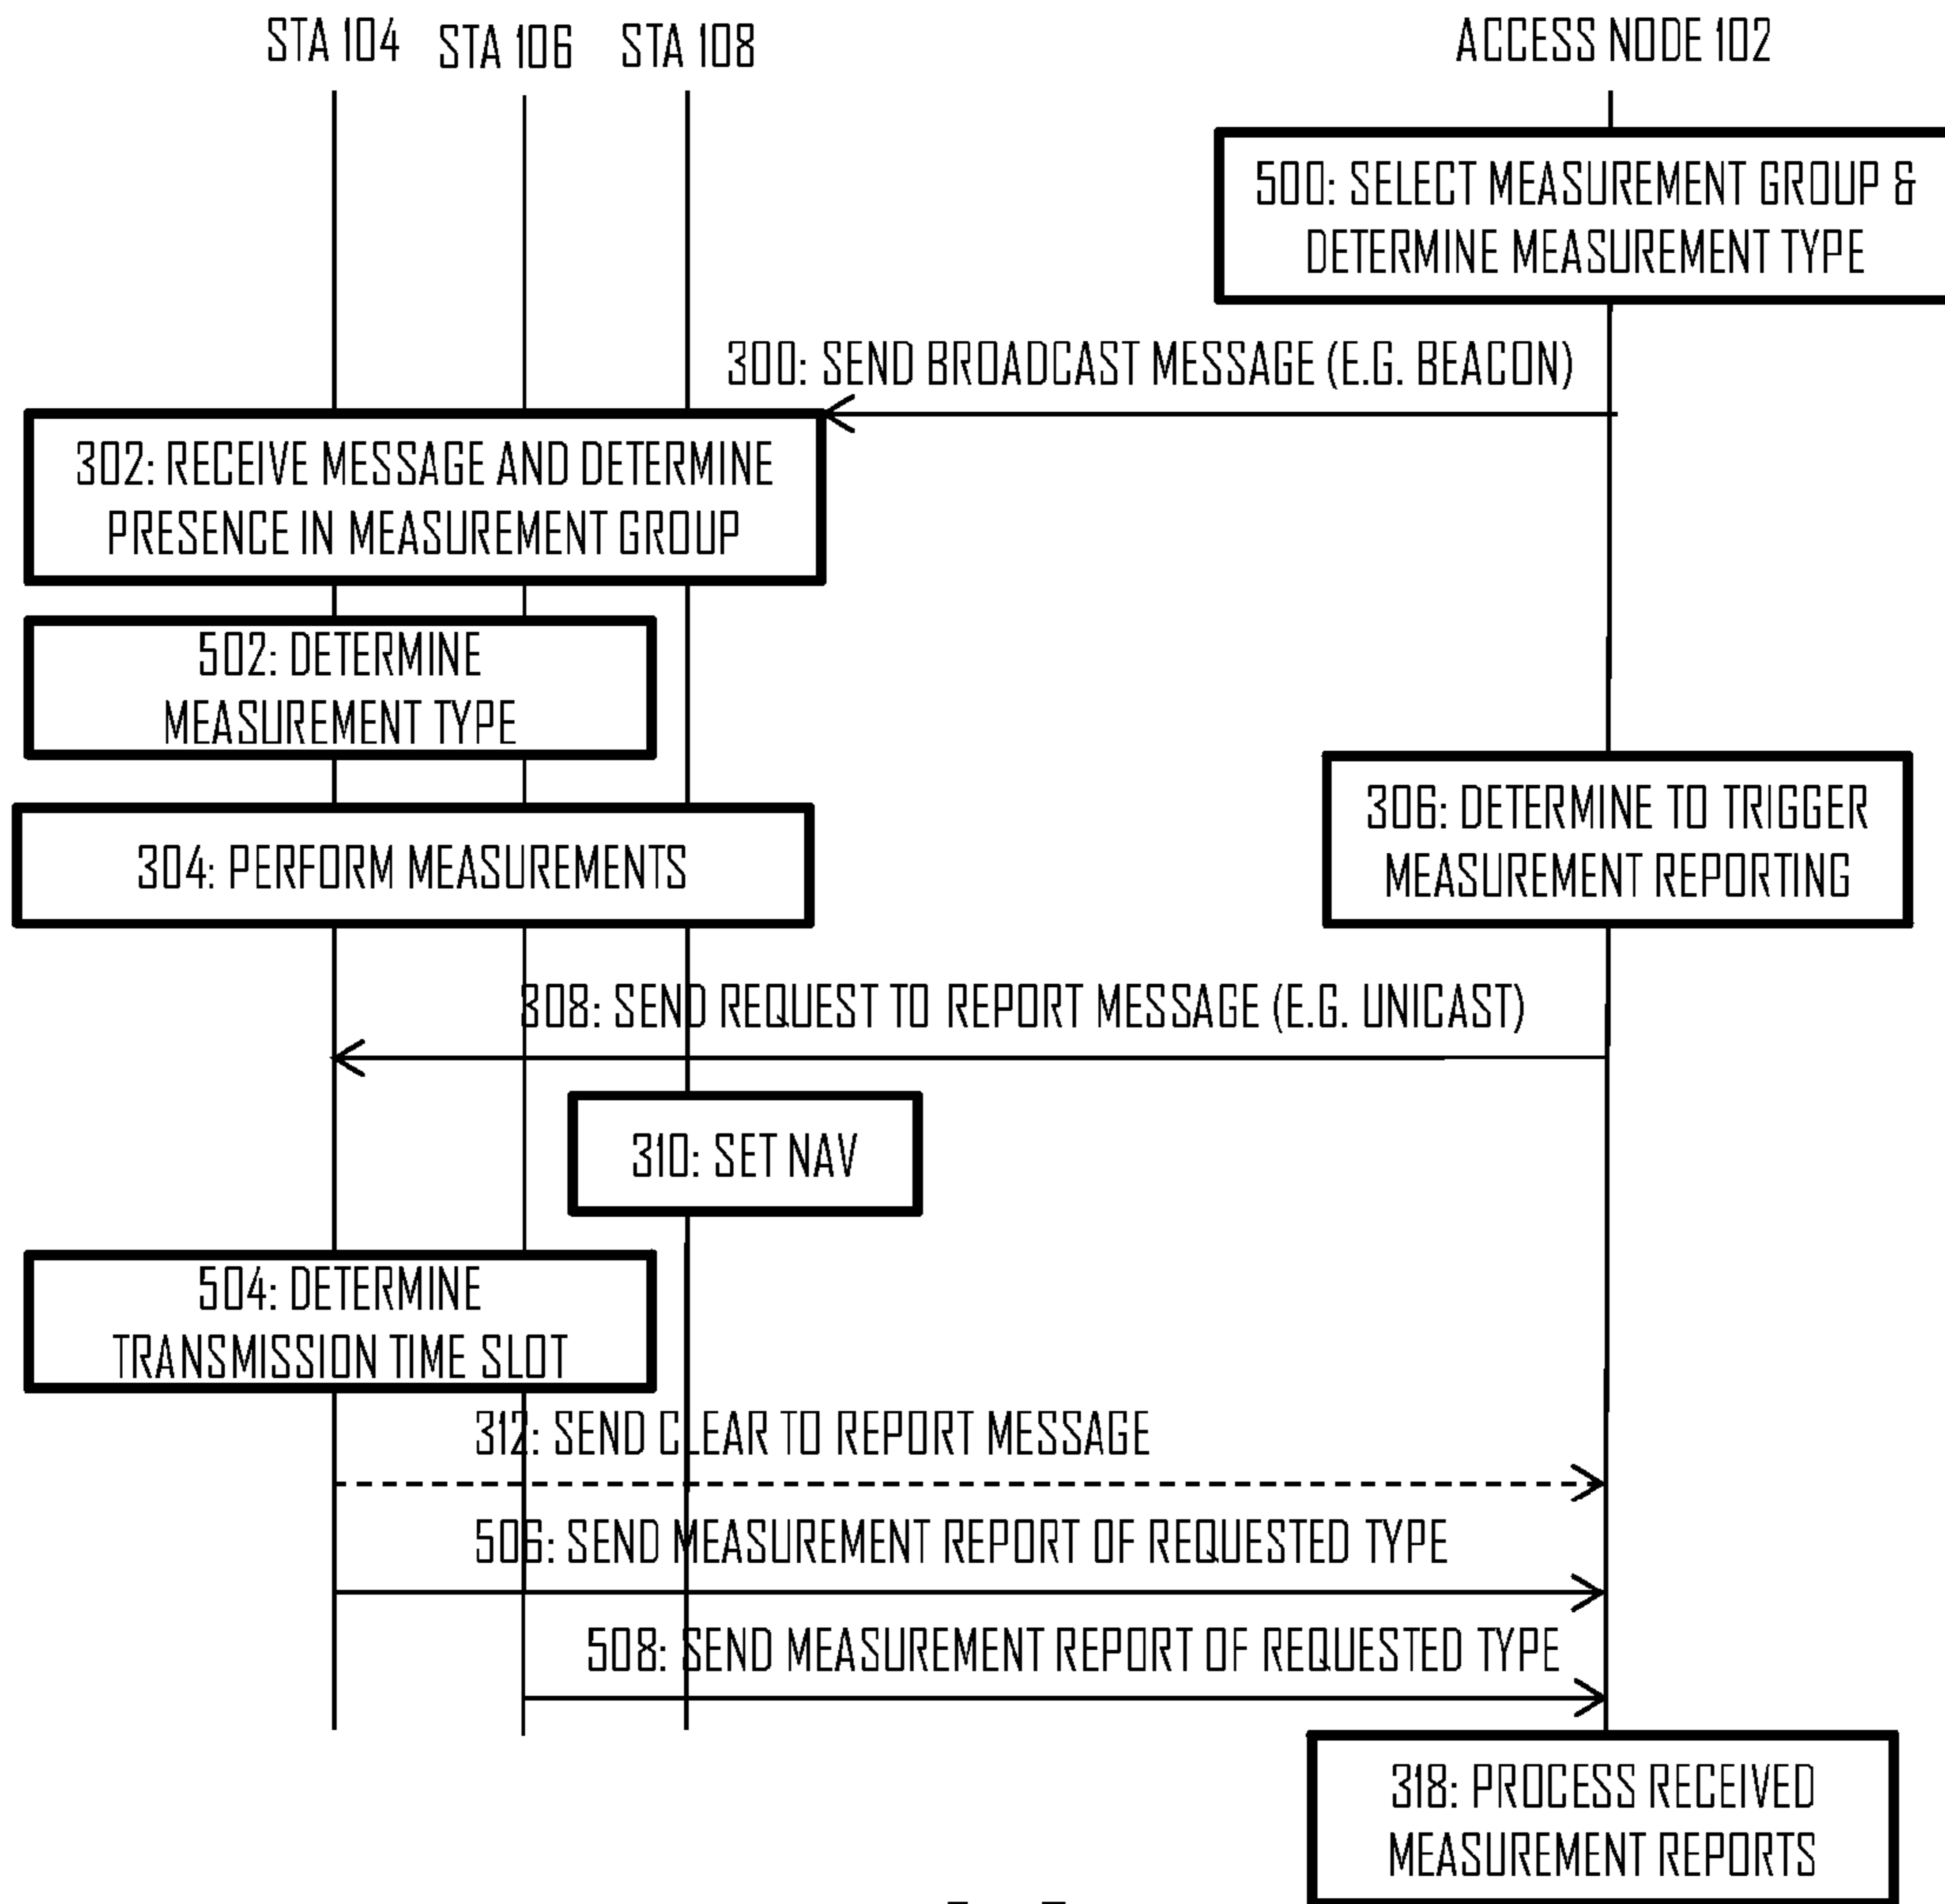 STA 104 STA 106 STA 108 ACCESS NODE 102
500: SELECT MEASUREMENT GROUP &
DETERMINE MEASUREMENT TYPE
300: SEND BROADCAST MESSAGE (E.G. BEACON)
302: RECEIVE MESSAGE AND DETERMINE
PRESENCE IN MEASUREMENT GROUP
502: DETERMINE
MEASUREMENT TYPE
304: PERFORM MEASUREMENTS
306: DETERMINE TO TRIGGER
MEASUREMENT REPORTING
308: SEND REQUEST TO REPORT MESSAGE (E.G. UNICAST)
310: SET NAV
504: DETERMINE
TRANSMISSION TIME SLOT
312: SEND CLEAR TO REPORT MESSAGE
506: SEND MEASUREMENT REPORT OF REQUESTED TYPE
508: SEND MEASUREMENT REPORT OF REQUESTED TYPE
318: PROCESS RECEIVED
MEASUREMENT REPORTS